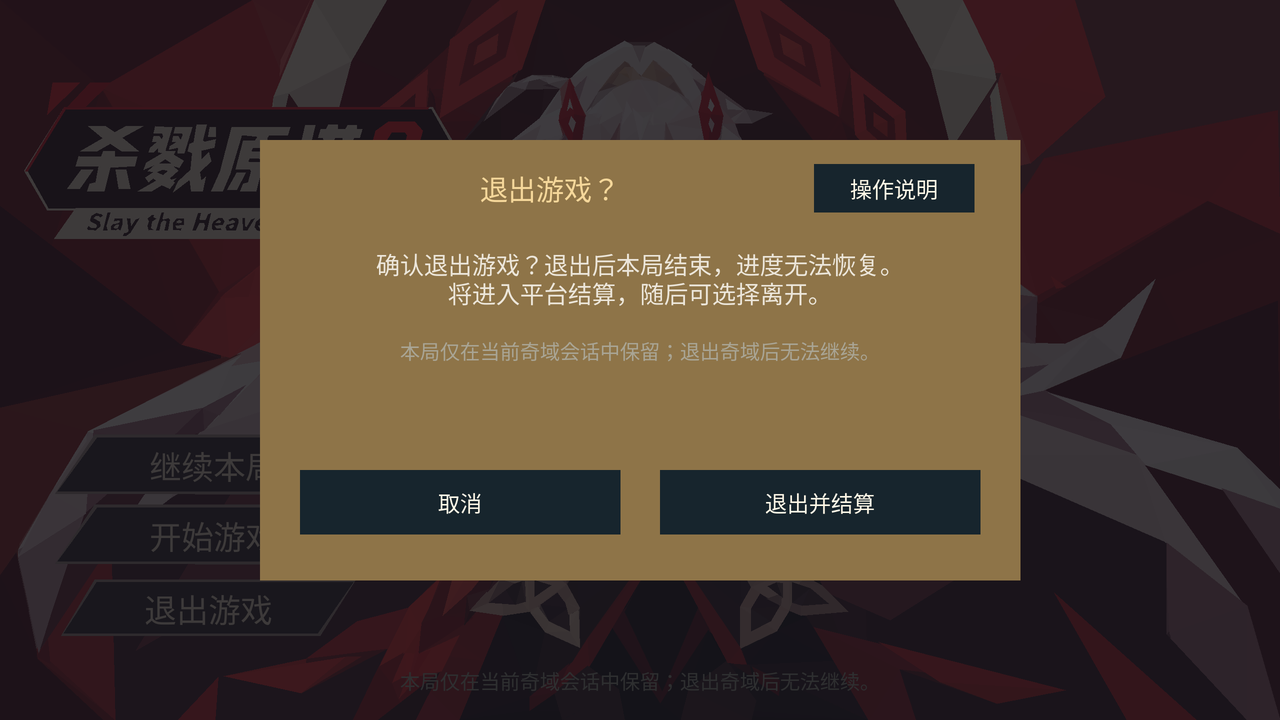 杀戮原
Slay the Heave
退出游戏？
操作说明
确认退出游戏？退出后本局结束，进度无法恢复。
将进入平台结算，随后可选择离开。
本局仅在当前奇域会话中保留；退出奇域后无法继续。
继续本局
开始游戏
取消
退出并结算
退出游戏
本局仅在当前奇域会话中保留；退出奇域后无法继续。